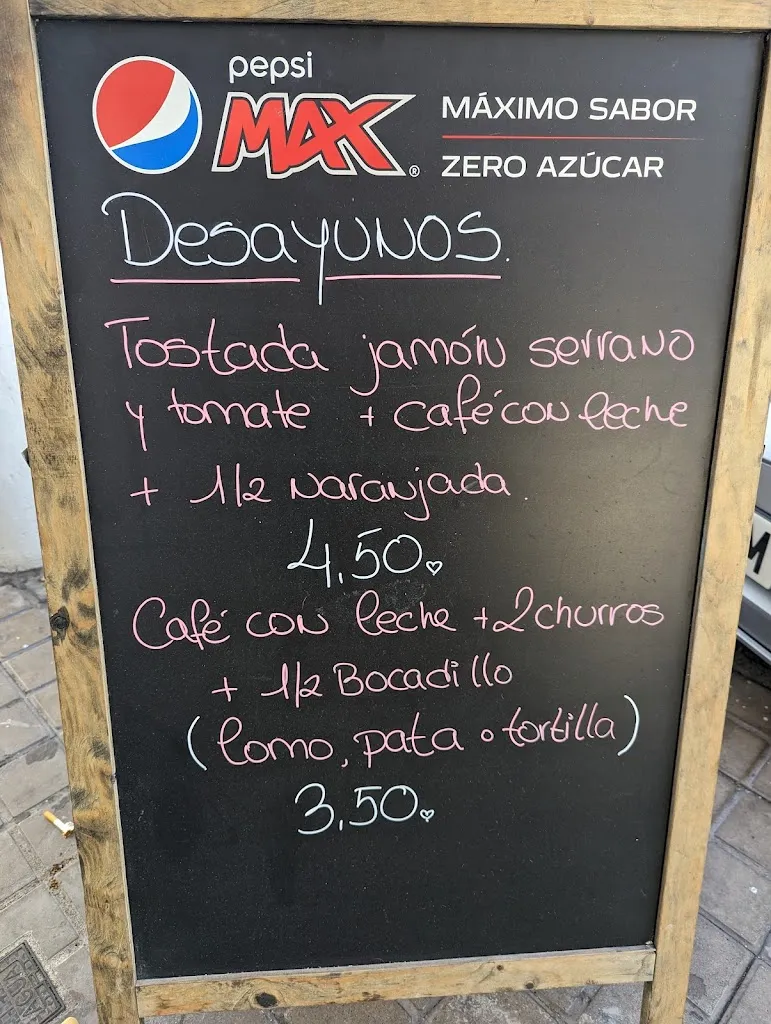 pepsi
MAX®
MÁXIMO SABOR
ZERO AZÚCAR
Desayunos.
Tostada jamón serrano
y tomate + café con leche
+ 1/2 Naranjada.
4,50
Café con leche + 2 churros
+ 1/2 Bocadillo
(lomo, pata o tortilla)
3,50
M